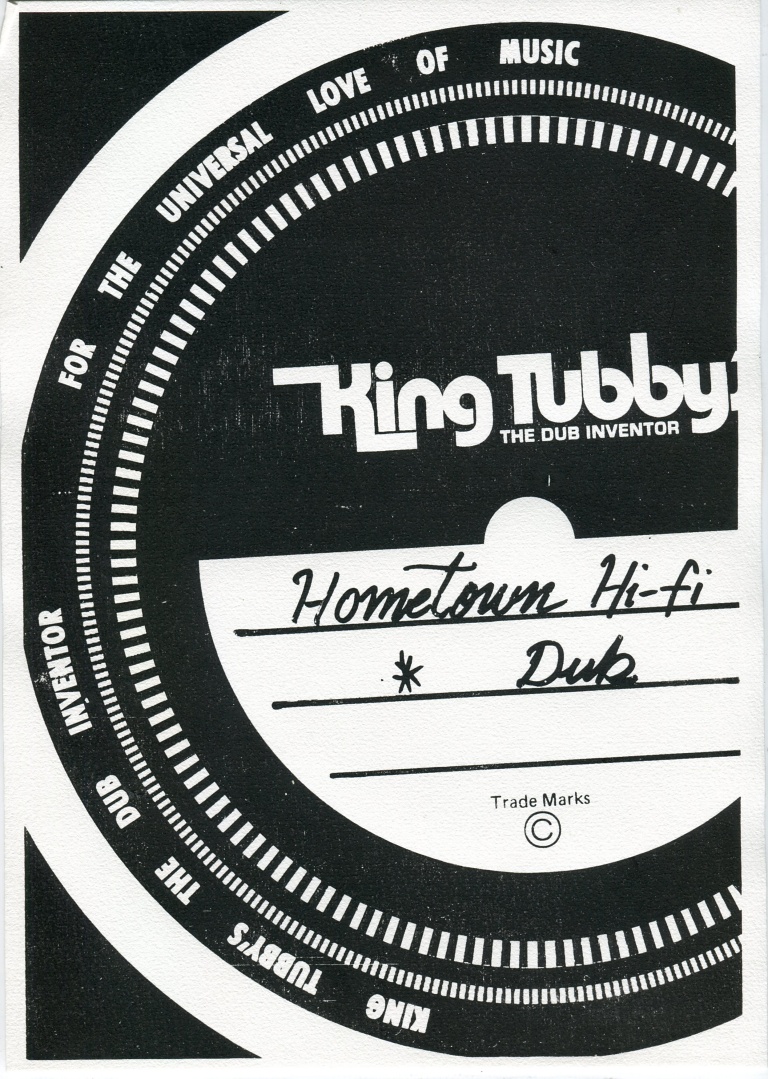 KING TUBBY'S THE DUB INVENTOR FOR THE UNIVERSAL LOVE OF MUSIC
King Tubby's
THE DUB INVENTOR
Hometown Hi-fi
* Dub
Trade Marks
©